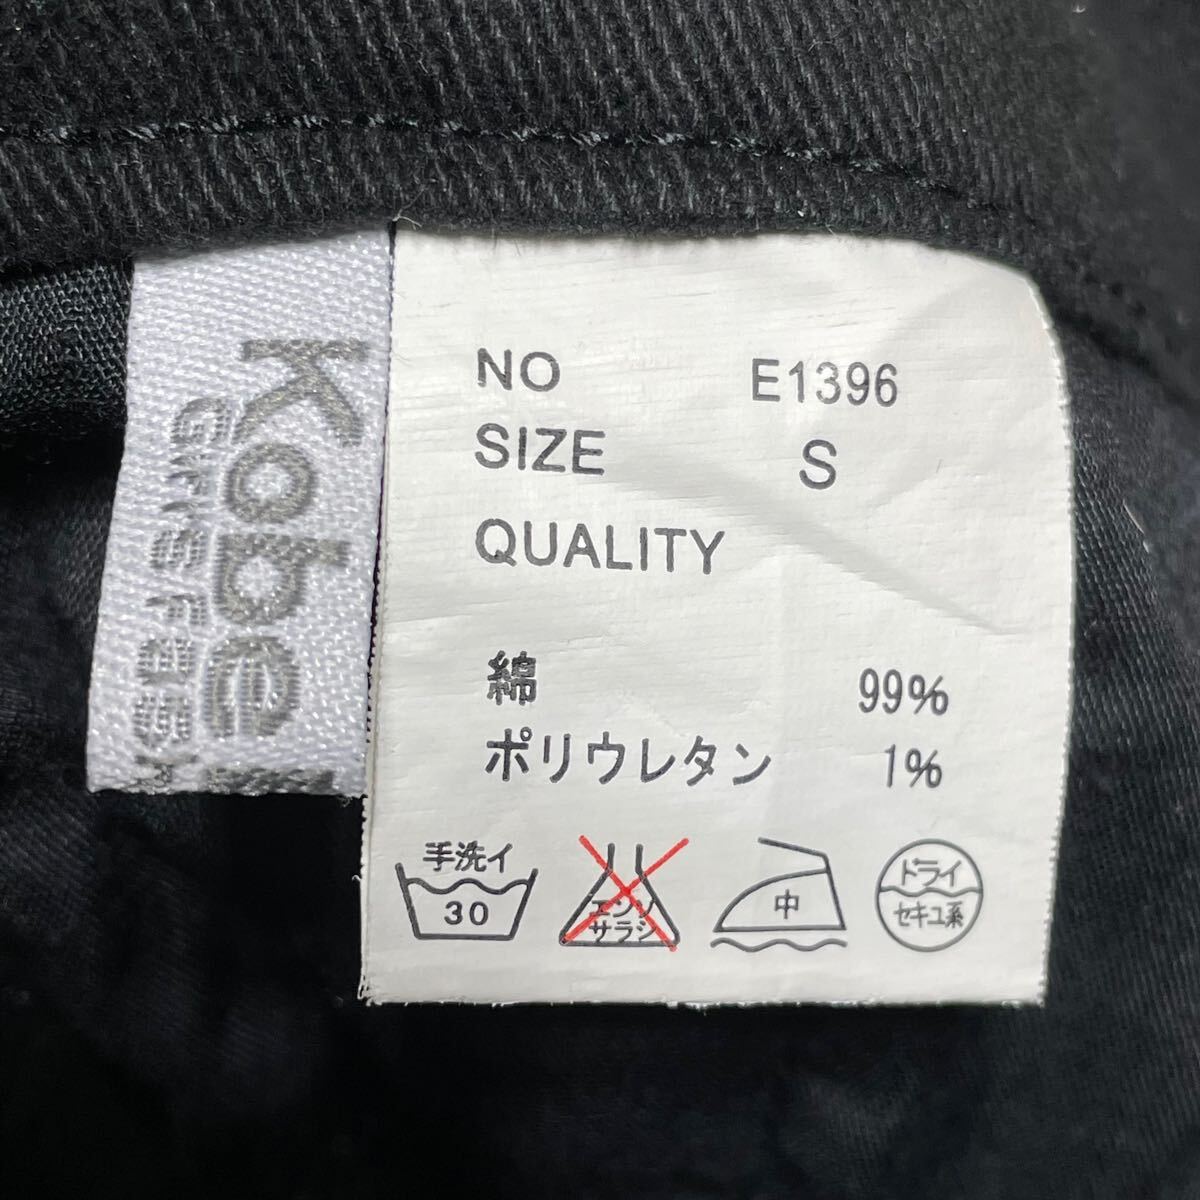 Kobe
NO E1396
SIZE S
QUALITY
綿 99%
ポリウレタン 1%
手洗イ
30
エンソ
サラシ
中
ドライ
セキユ系